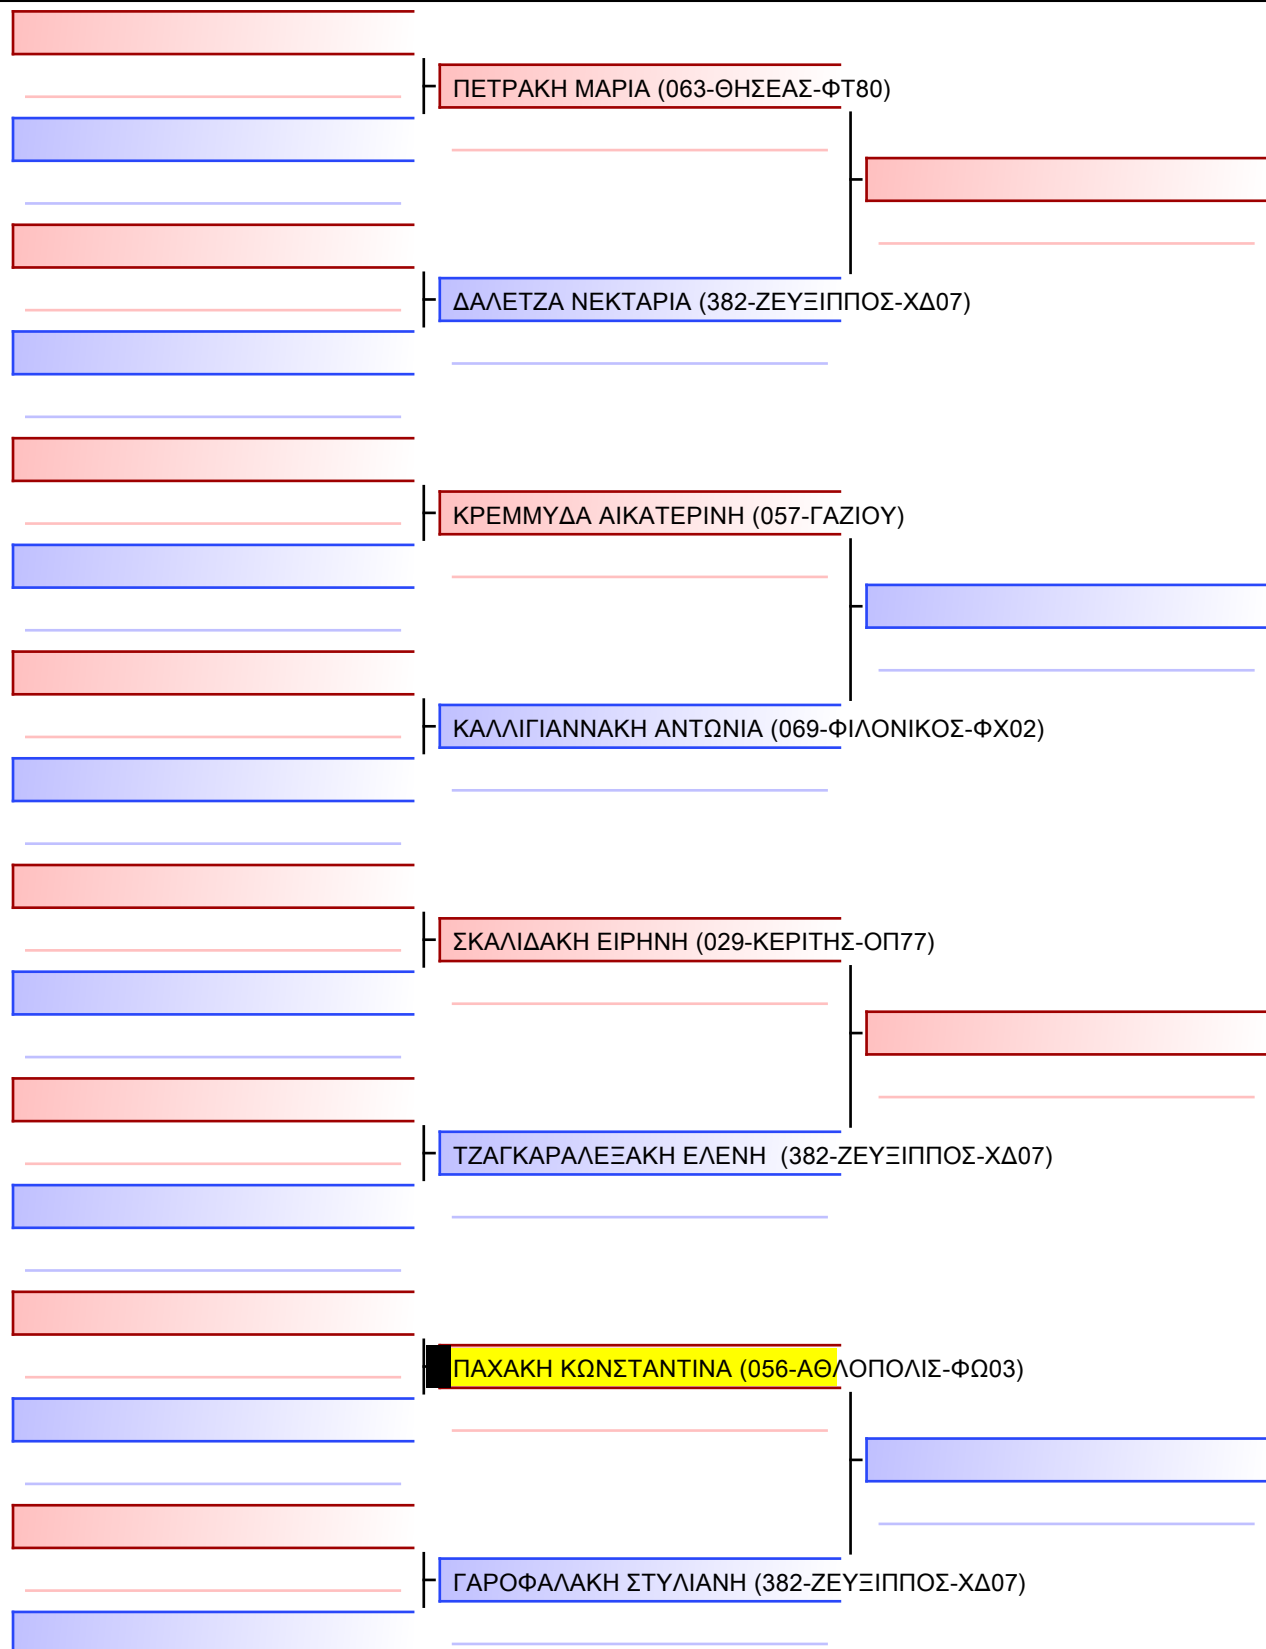 ΠΕΤΡΑΚΗ ΜΑΡΙΑ (063-ΘΗΣΕΑΣ-ΦΤ80)
ΔΑΛΕΤΖΑ ΝΕΚΤΑΡΙΑ (382-ΖΕΥΞΙΠΠΟΣ-ΧΔ07)
ΚΡΕΜΜΥΔΑ ΑΙΚΑΤΕΡΙΝΗ (057-ΓΑΖΙΟΥ)
ΚΑΛΛΙΓΙΑΝΝΑΚΗ ΑΝΤΩΝΙΑ (069-ΦΙΛΟΝΙΚΟΣ-ΦΧ02)
ΣΚΑΛΙΔΑΚΗ ΕΙΡΗΝΗ (029-ΚΕΡΙΤΗΣ-ΟΠ77)
ΤΖΑΓΚΑΡΑΛΕΞΑΚΗ ΕΛΕΝΗ  (382-ΖΕΥΞΙΠΠΟΣ-ΧΔ07)
ΠΑΧΑΚΗ ΚΩΝΣΤΑΝΤΙΝΑ (056-ΑΘΛΟΠΟΛΙΣ-ΦΩ03)
ΓΑΡΟΦΑΛΑΚΗ ΣΤΥΛΙΑΝΗ (382-ΖΕΥΞΙΠΠΟΣ-ΧΔ07)